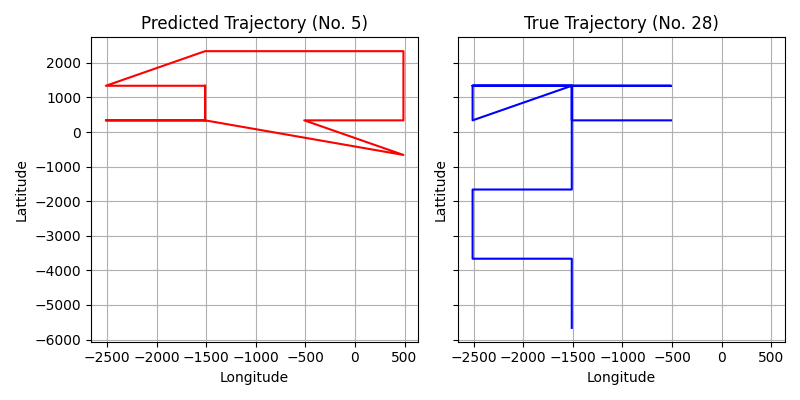 Predicted Trajectory (No. 5)
True Trajectory (No. 28)
Lattitude
2000
1000
0
−1000
−2000
−3000
−4000
−5000
−6000
−2500 −2000 −1500 −1000 −500 0 500
Longitude
Lattitude
−2500 −2000 −1500 −1000 −500 0 500
Longitude